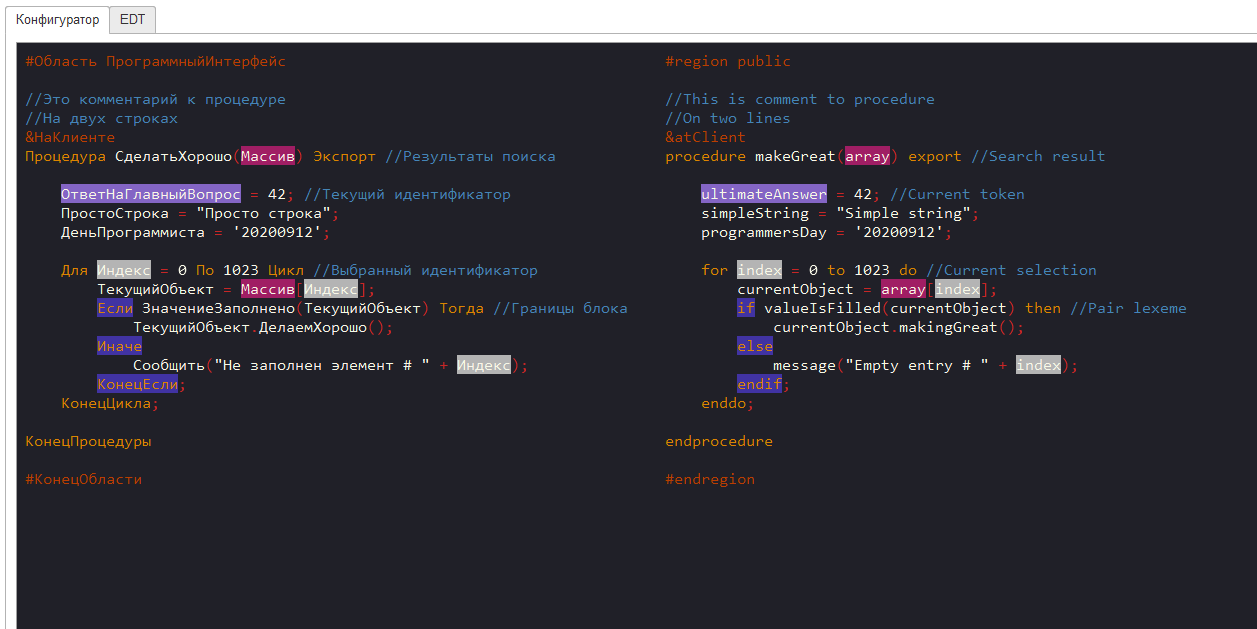 Конфигуратор EDT
#Область ПрограммныйИнтерфейс
//Это комментарий к процедуре
//На двух строках
&НаКлиенте
Процедура СделатьХорошо(Массив) Экспорт //Результаты поиска
ОтветНаГлавныйВопрос = 42; //Текущий идентификатор
ПростоСтрока = "Просто строка";
ДеньПрограммиста = '20200912';
Для Индекс = 0 По 1023 Цикл //Выбранный идентификатор
ТекущийОбъект = Массив[Индекс];
Если ЗначениеЗаполнено(ТекущийОбъект) Тогда //Границы блока
ТекущийОбъект.ДелаемХорошо();
Иначе
Сообщить("Не заполнен элемент # " + Индекс);
КонецЕсли;
КонецЦикла;
КонецПроцедуры
#КонецОбласти
#region public
//This is comment to procedure
//On two lines
&atClient
procedure makeGreat(array) export //Search result
ultimateAnswer = 42; //Current token
simpleString = "Simple string";
programmersDay = '20200912';
for index = 0 to 1023 do //Current selection
currentObject = array[index];
if valueIsFilled(currentObject) then //Pair lexeme
currentObject.makingGreat();
else
message("Empty entry # " + index);
endif;
enddo;
endprocedure
#endregion